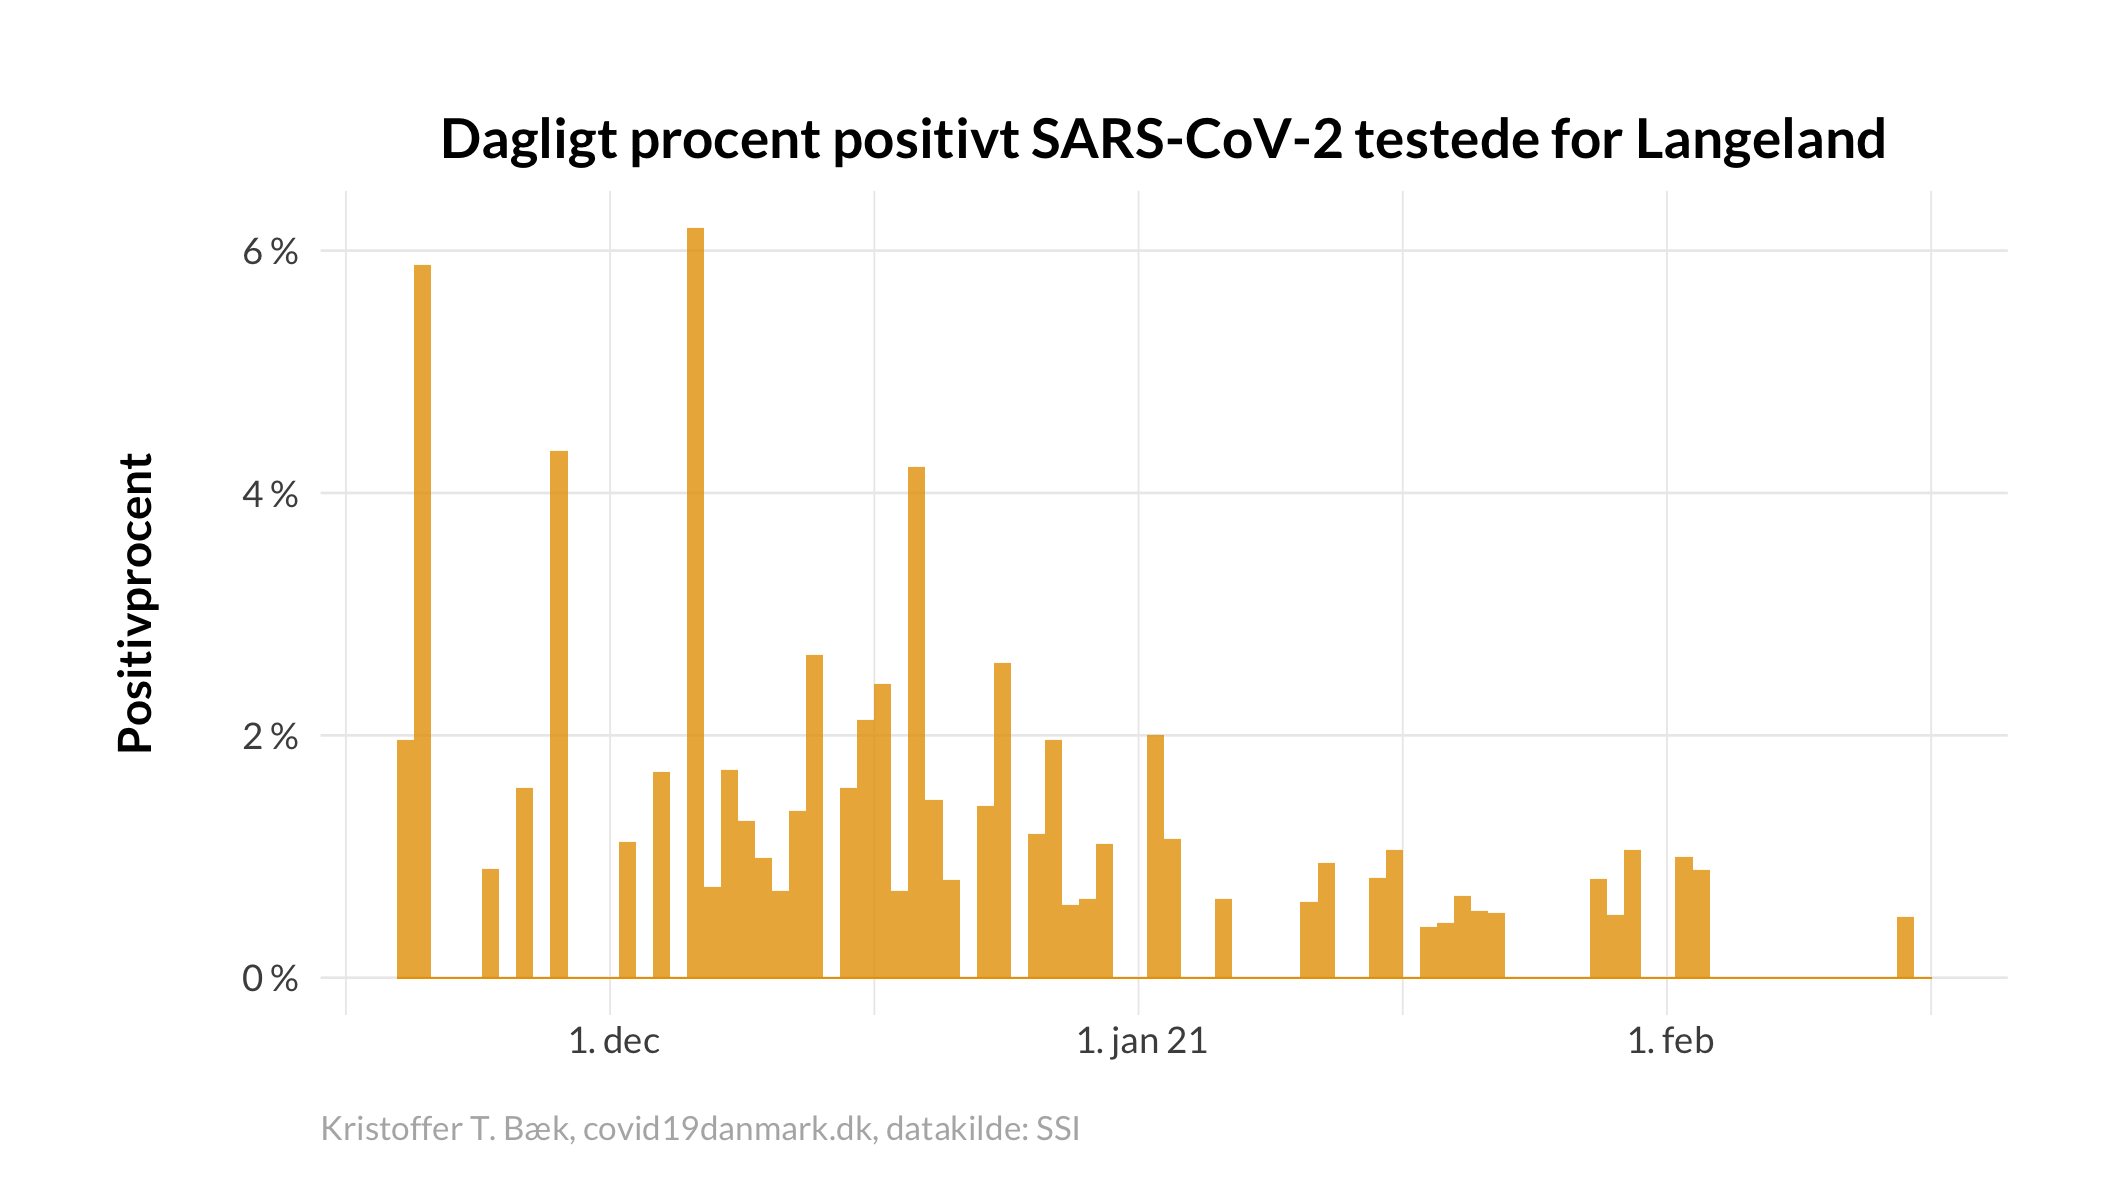 Dagligt procent positivt SARS-CoV-2 testede for Langeland
Positivprocent
6 %
4 %
2 %
0 %
1. dec
1. jan 21
1. feb
Kristoffer T. Bæk, covid19danmark.dk, datakilde: SSI